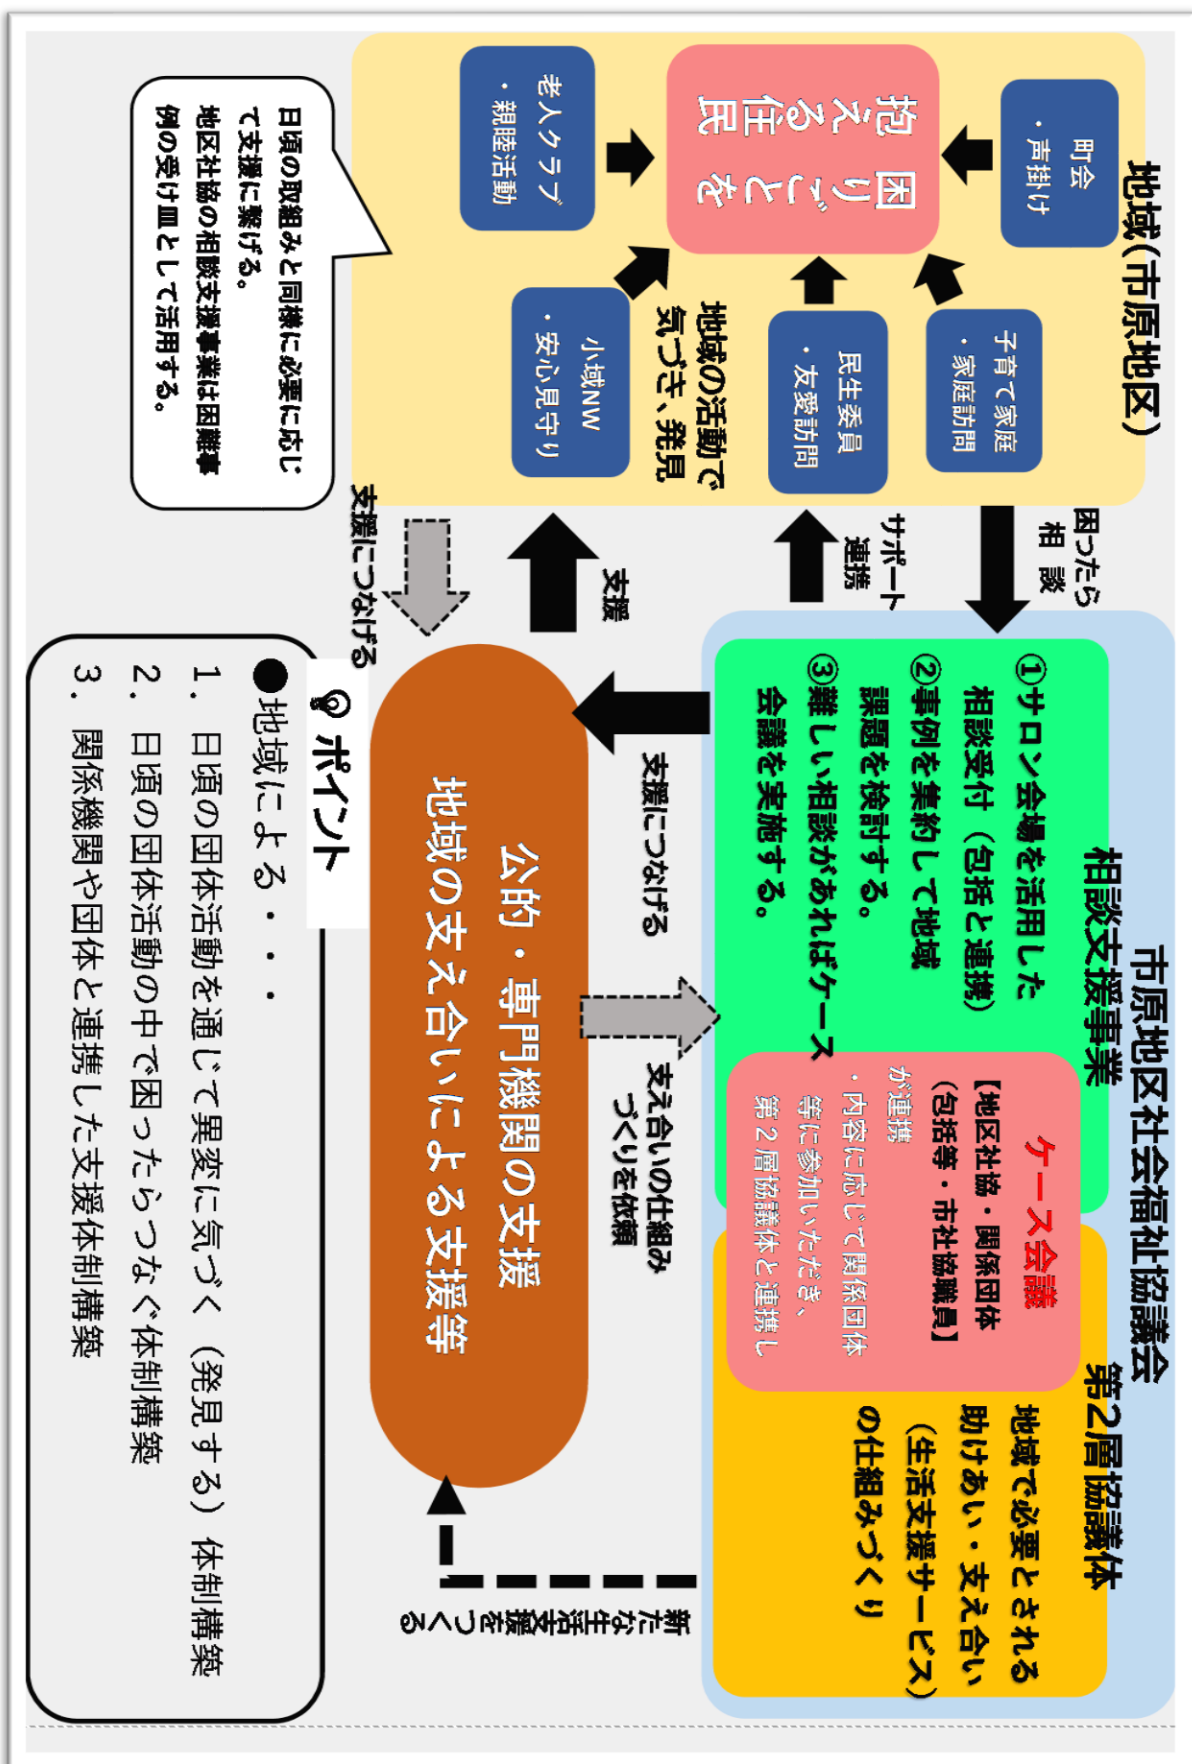 地域(市原地区)
町会
・声掛け
困りごとを
抱える住民
老人クラブ
・親睦活動
子育て家庭
・家庭訪問
民生委員
・友愛訪問
地域の活動で
気づき、発見
小域NW
・安心見守り
日頃の取組みと同様に必要に応じ
て支援に繋げる。
地区社協の相談支援事業は困難事
例の受け皿として活用する。
困ったら
相 談
サポート
連携
支援
支援につなげる
市原地区社会福祉協議会
相談支援事業
①サロン会場を活用した
相談受付(包括と連携)
②事例を集約して地域
課題を検討する。
③難しい相談があればケース
会議を実施する。
ケース会議
【地区社協・関係団体
(包括等・市社協職員】
が連携
・内容に応じて関係団体
等に参加いただき、
第2層協議体と連携し
第2層協議体
地域で必要とされる
助けあい・支え合い
(生活支援サービス)
の仕組みづくり
支援につなげる
支え合いの仕組み
づくりを依頼
新たな生活支援をつくる
公的・専門機関の支援
地域の支え合いによる支援等
ポイント
●地域による・・・
1. 日頃の団体活動を通じて異変に気づく(発見する)体制構築
2. 日頃の団体活動の中で困ったらつなぐ体制構築
3. 関係機関や団体と連携した支援体制構築